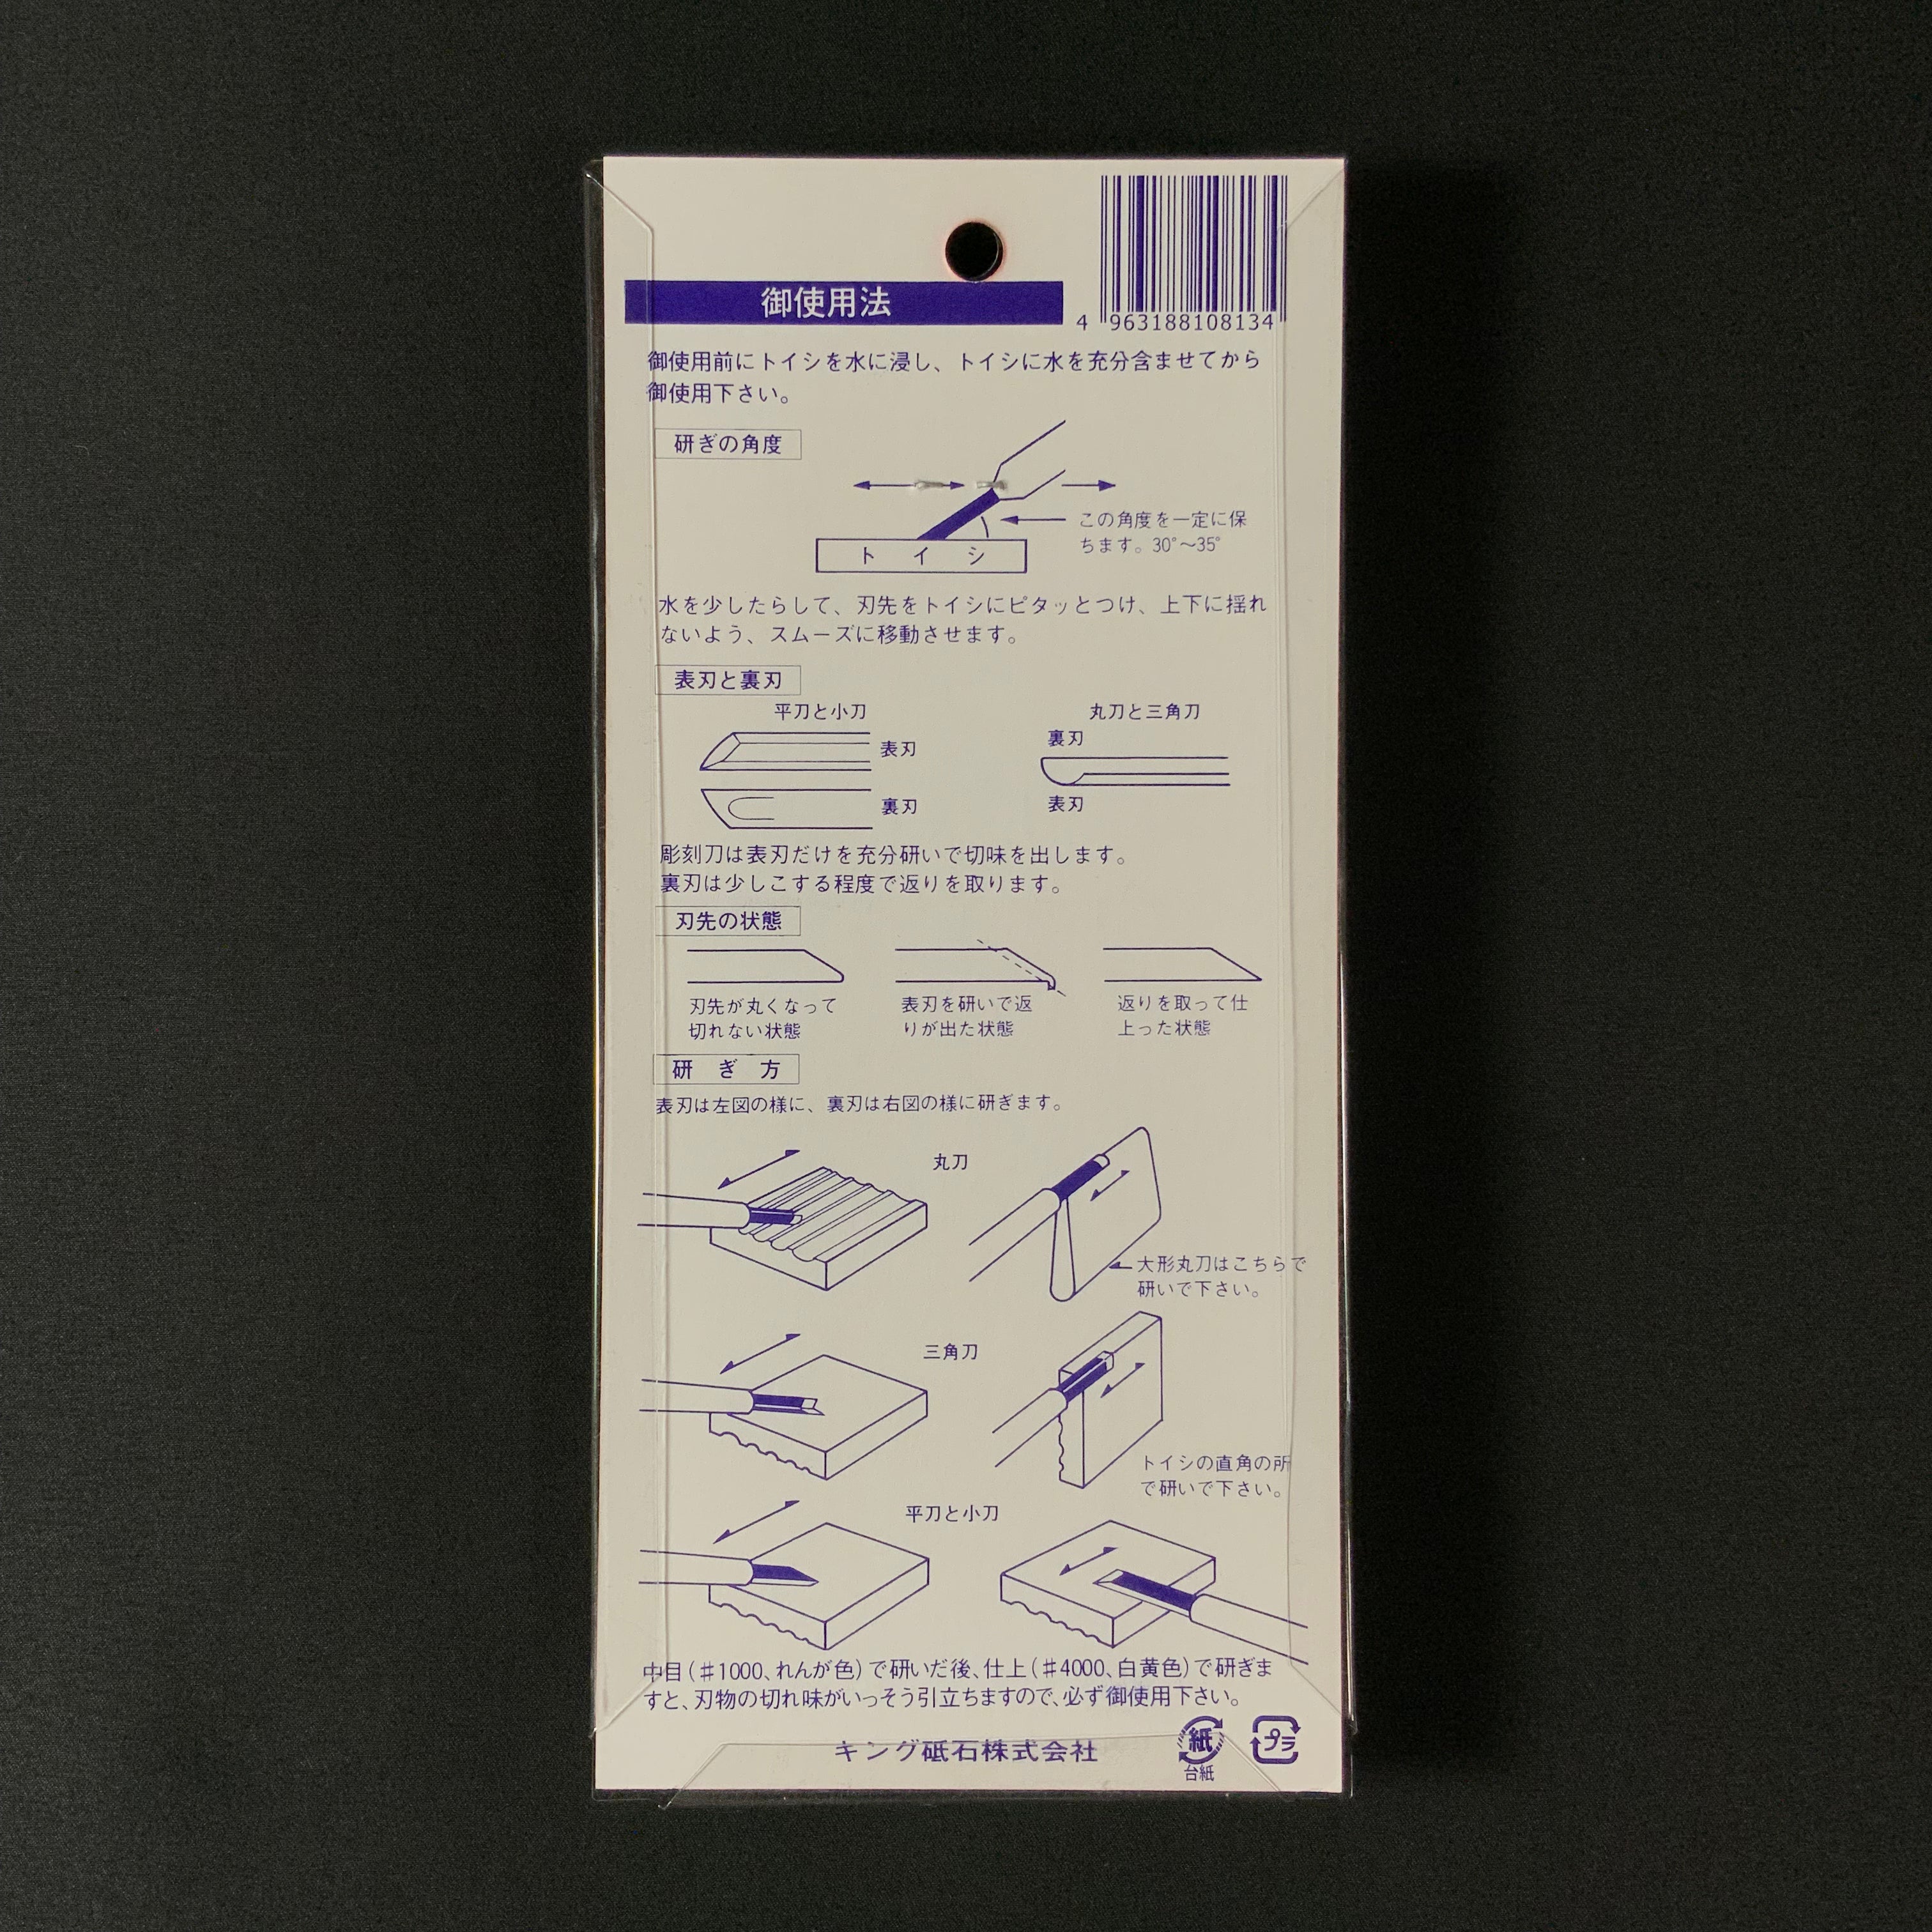 4 963188108134
御使用法
御使用前にトイシを水に浸し、トイシに水を充分含ませてから
御使用下さい。
研ぎの角度
この角度を一定に保
ちます。30°〜35°
トイシ
水を少したらして、刃先をトイシにピタッとつけ、上下に揺れ
ないよう、スムーズに移動させます。
表刃と裏刃
平刀と小刀
表刃
裏刃
丸刀と三角刀
裏刃
表刃
彫刻刀は表刃だけを充分研いで切味を出します。
裏刃は少しこする程度で返りを取ります。
刃先の状態
刃先が丸くなって
切れない状態
表刃を研いで返
りが出た状態
返りを取って仕
上った状態
研ぎ方
表刃は左図の様に、裏刃は右図の様に研ぎます。
丸刀
大形丸刀はこちらで
研いで下さい。
三角刀
トイシの直角の所
で研いで下さい。
平刀と小刀
中目(♯1000、れんが色)で研いだ後、仕上(♯4000、白黄色)で研ぎま
すと、刃物の切れ味がいっそう引立ちますので、必ず御使用下さい。
キング砥石株式会社
紙
台紙
プラ